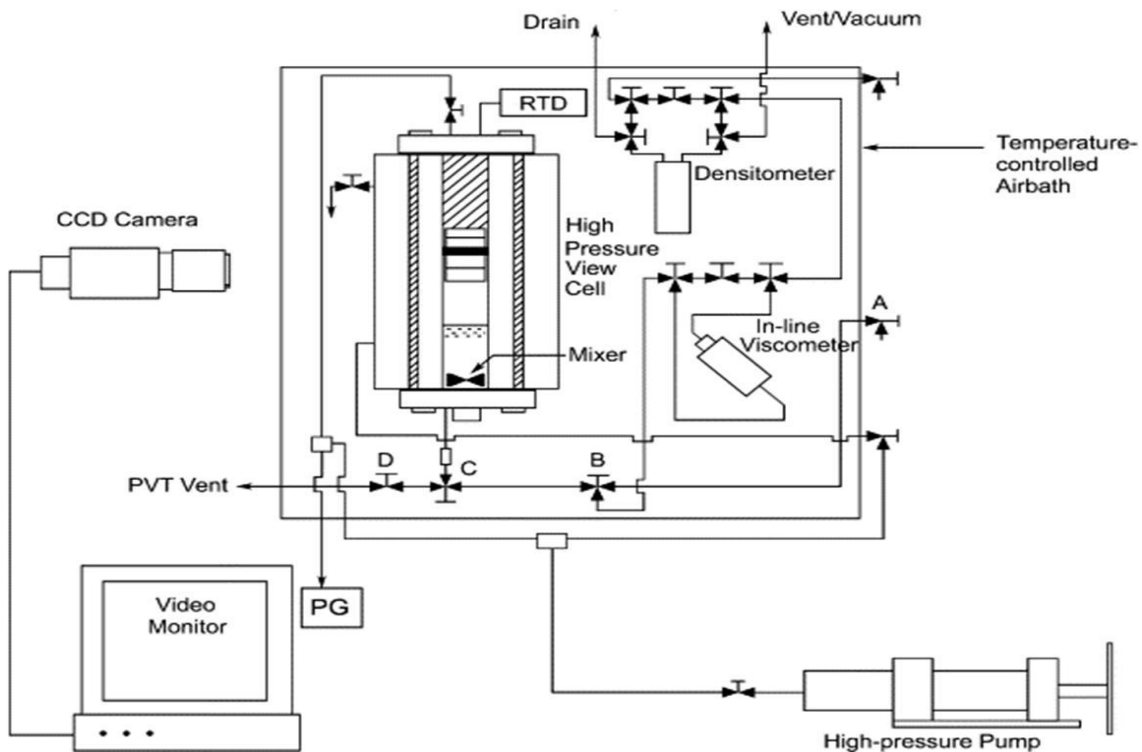 Drain
Vent/Vacuum
RTD
Temperature-
controlled
Airbath
Densitometer
CCD Camera
High
Pressure
View
Cell
A
In-line
Viscometer
Mixer
D
C
B
PVT Vent
PG
Video
Monitor
High-pressure Pump